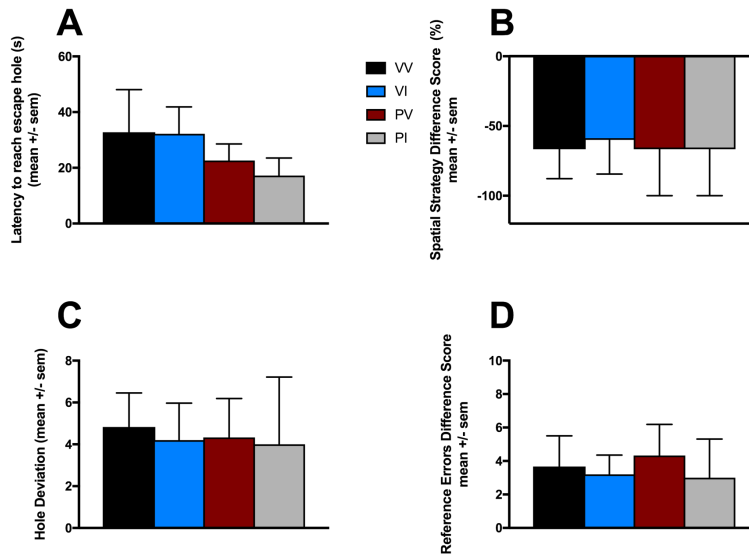 A
Latency to reach escape hole (s)
(mean +/- sem)
60
40
20
0
VV
VI
PV
PI
B
Spatial Strategy Difference Score (%)
mean +/- sem
0
-50
-100
C
Hole Deviation (mean +/- sem)
8
6
4
2
0
D
Reference Errors Difference Score
mean +/- sem
10
8
6
4
2
0